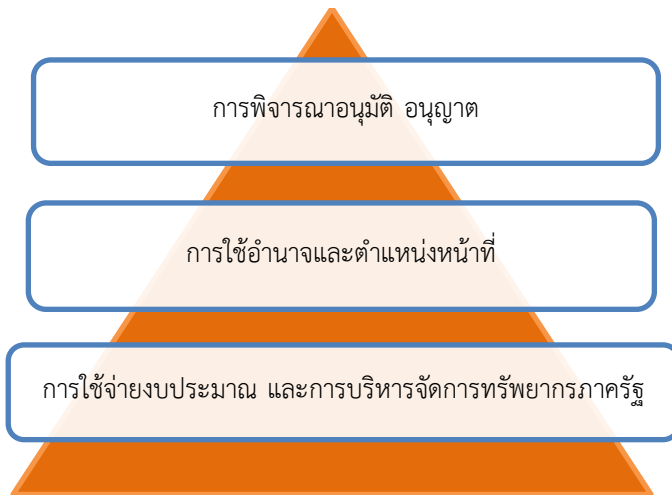 การพิจารณาอนุมัติ อนุญาต
การใช้อำนาจและตำแหน่งหน้าที่
การใช้จ่ายงบประมาณ และการบริหารจัดการทรัพยากรภาครัฐ